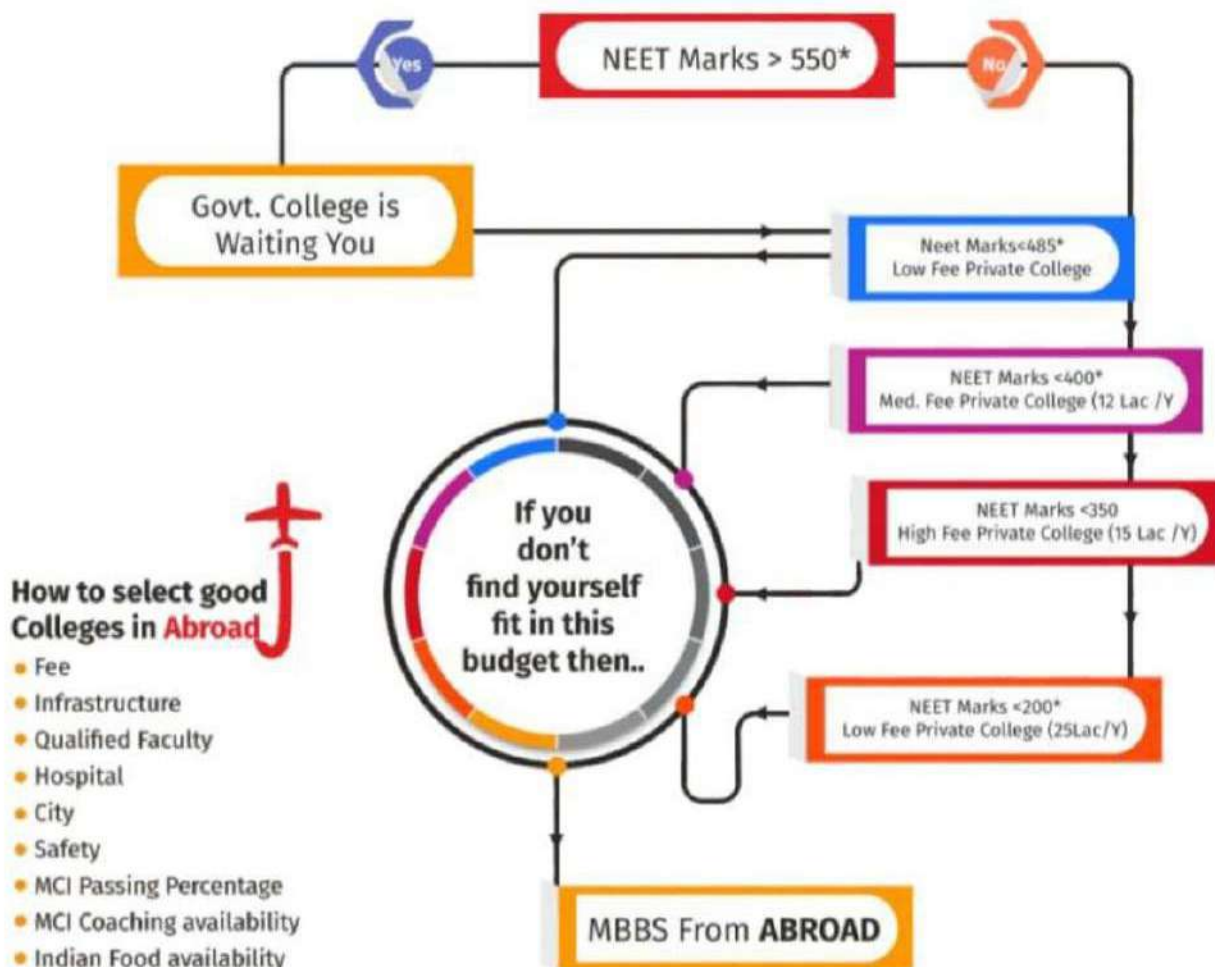 NEET Marks > 550*
Yes
No
Govt. College is
Waiting You
Neet Marks<485*
Low Fee Private College
NEET Marks <400*
Med. Fee Private College (12 Lac /Y
NEET Marks <350
High Fee Private College (15 Lac /Y)
NEET Marks <200*
Low Fee Private College (25Lac/Y)
If you
don't
find yourself
fit in this
budget then..
MBBS From ABROAD
How to select good
Colleges in Abroad
• Fee
• Infrastructure
• Qualified Faculty
• Hospital
• City
• Safety
• MCI Passing Percentage
• MCI Coaching availability
• Indian Food availability